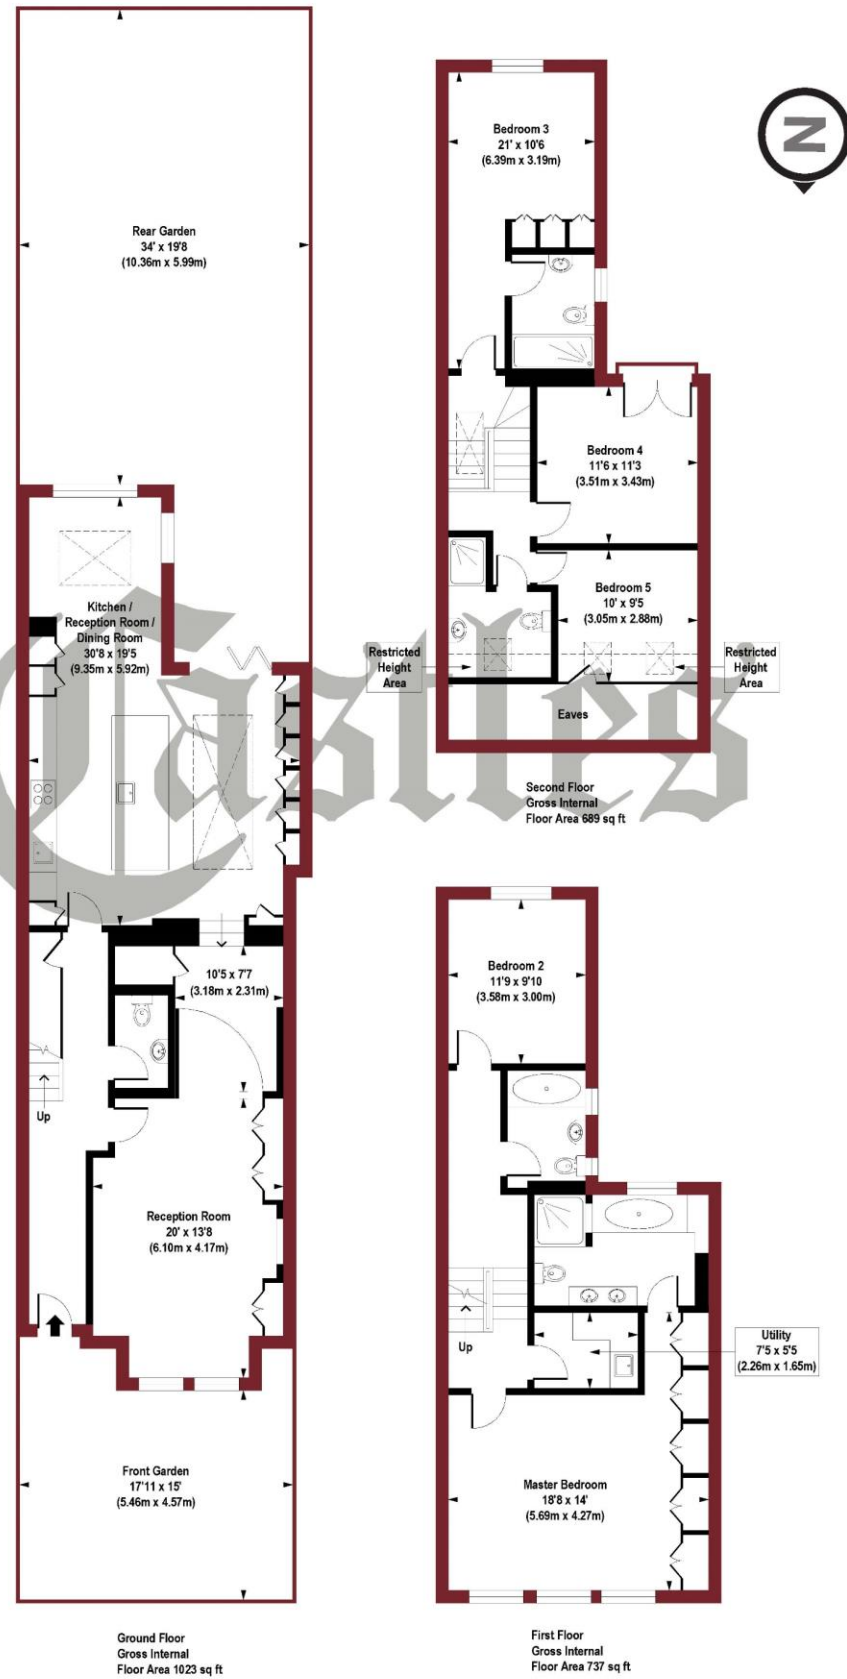 Rear Garden
34' x 19'8
(10.36m x 5.99m)
Kitchen /
Reception Room /
Dining Room
30'8 x 19'5
(9.35m x 5.92m)
10'5 x 7'7
(3.18m x 2.31m)
Up
Reception Room
20' x 13'8
(6.10m x 4.17m)
Front Garden
17'11 x 15'
(5.46m x 4.57m)
Ground Floor
Gross Internal
Floor Area 1023 sq ft
N
Bedroom 3
21' x 10'6
(6.39m x 3.19m)
Bedroom 4
11'6 x 11'3
(3.51m x 3.43m)
Bedroom 5
10' x 9'5
(3.05m x 2.88m)
Restricted
Height
Area
Restricted
Height
Area
Eaves
Castles
Second Floor
Gross Internal
Floor Area 689 sq ft
Bedroom 2
11'9 x 9'10
(3.58m x 3.00m)
Up
Utility
7'5 x 5'5
(2.26m x 1.65m)
Master Bedroom
18'8 x 14'
(5.69m x 4.27m)
First Floor
Gross Internal
Floor Area 737 sq ft